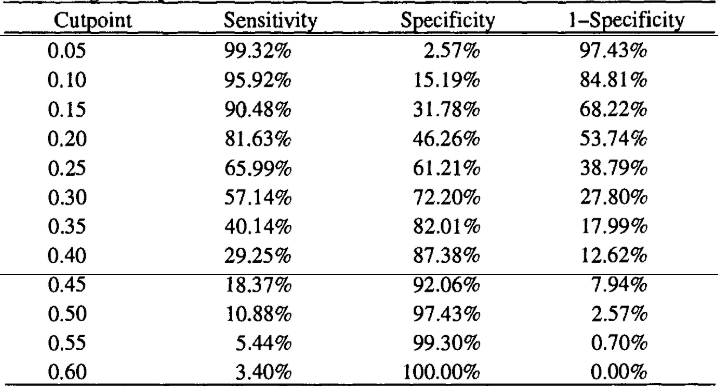 Cutpoint Sensitivity Specificity 1–Specificity
0.05 99.32% 2.57% 97.43%
0.10 95.92% 15.19% 84.81%
0.15 90.48% 31.78% 68.22%
0.20 81.63% 46.26% 53.74%
0.25 65.99% 61.21% 38.79%
0.30 57.14% 72.20% 27.80%
0.35 40.14% 82.01% 17.99%
0.40 29.25% 87.38% 12.62%
0.45 18.37% 92.06% 7.94%
0.50 10.88% 97.43% 2.57%
0.55 5.44% 99.30% 0.70%
0.60 3.40% 100.00% 0.00%